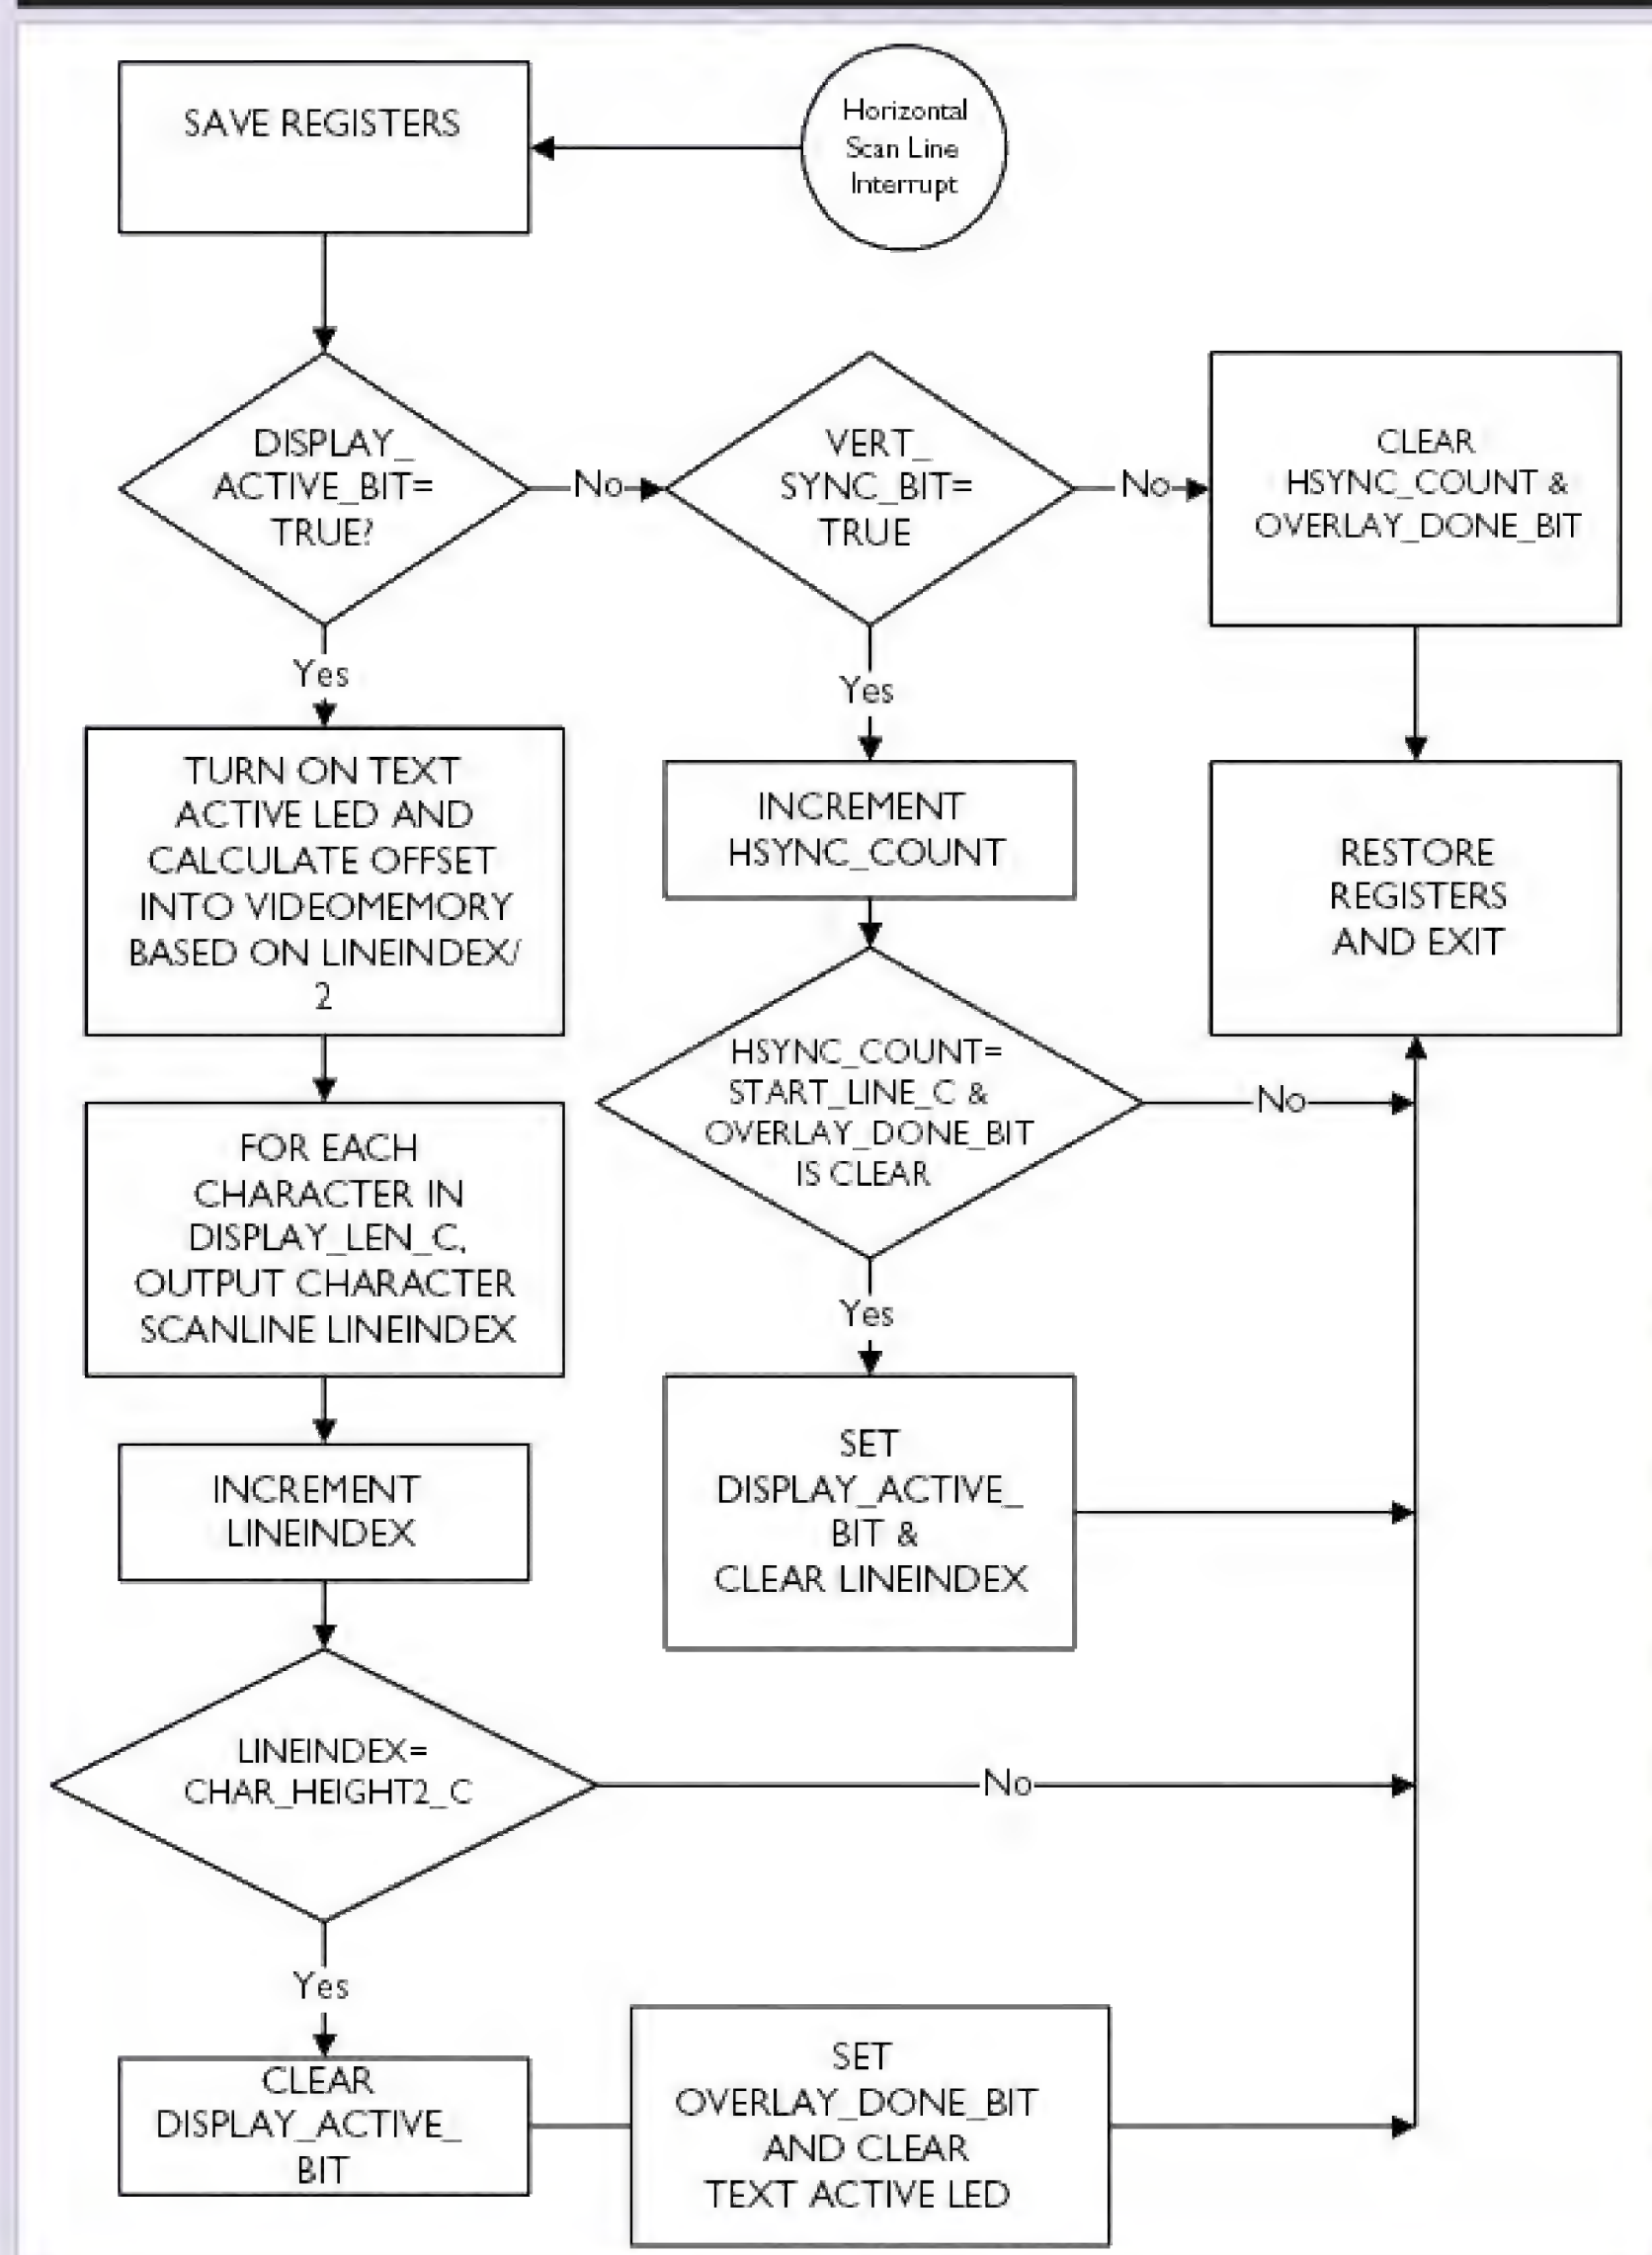 SAVE REGISTERS
Horizontal
Scan Line
Interrupt
DISPLAY_
ACTIVE_BIT=
TRUE?
No
VERT_
SYNC_BIT=
TRUE
No
CLEAR
HSYNC_COUNT &
OVERLAY_DONE_BIT
Yes
Yes
TURN ON TEXT
ACTIVE LED AND
CALCULATE OFFSET
INTO VIDEOMEMORY
BASED ON LINEINDEX/
2
INCREMENT
HSYNC_COUNT
RESTORE
REGISTERS
AND EXIT
HSYNC_COUNT=
START_LINE_C &
OVERLAY_DONE_BIT
IS CLEAR
No
FOR EACH
CHARACTER IN
DISPLAY_LEN_C,
OUTPUT CHARACTER
SCANLINE LINEINDEX
Yes
INCREMENT
LINEINDEX
SET
DISPLAY_ACTIVE_
BIT &
CLEAR LINEINDEX
LINEINDEX=
CHAR_HEIGHT2_C
No
Yes
CLEAR
DISPLAY_ACTIVE_
BIT
SET
OVERLAY_DONE_BIT
AND CLEAR
TEXT ACTIVE LED